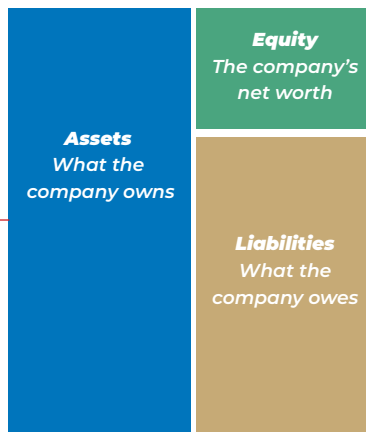 Assets
What the
company owns
Equity
The company’s
net worth
Liabilities
What the
company owes